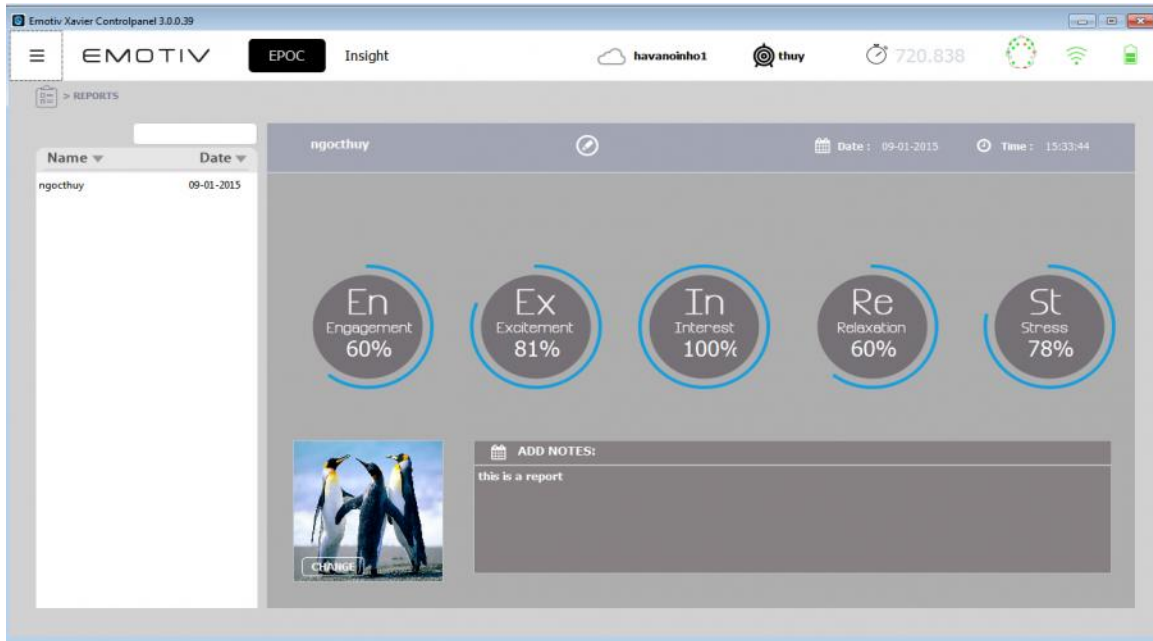 Emotiv Xavier Controlpanel 3.0.0.39
EMOTIV EPOC Insight havanoinho1 thuy 720.838
> REPORTS
Name Date
ngocthuy 09-01-2015
ngocthuy Date : 09-01-2015 Time : 15:33:44
En
Engagement
60%
Ex
Excitement
81%
In
Interest
100%
Re
Relaxation
60%
St
Stress
78%
CHANGE
ADD NOTES:
this is a report